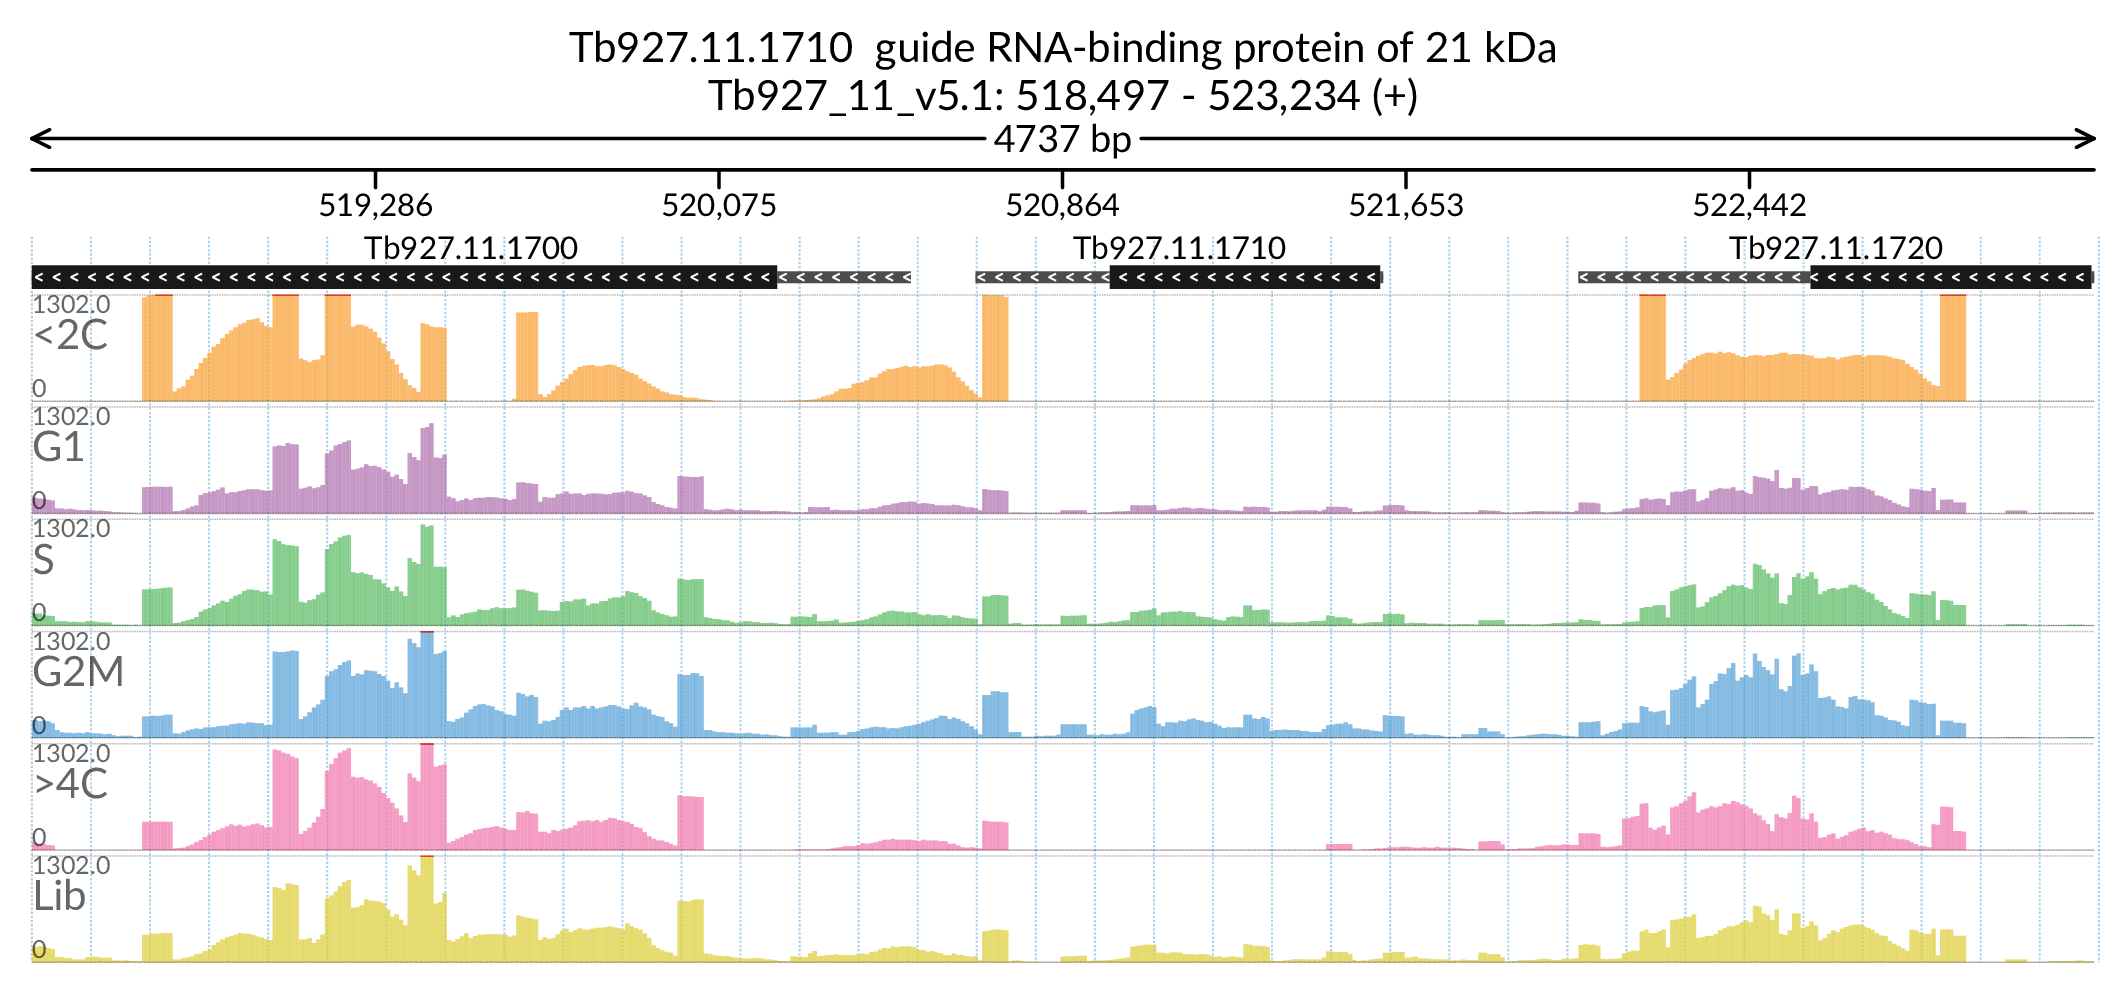 Tb927.11.1710  guide RNA-binding protein of 21 kDa
Tb927_11_v5.1: 518,497 - 523,234 (+)
4737 bp
519,286 520,075 520,864 521,653 522,442
Tb927.11.1700 Tb927.11.1710 Tb927.11.1720
1302.0
<2C
0
1302.0
G1
0
1302.0
S
0
1302.0
G2M
0
1302.0
>4C
0
1302.0
Lib
0